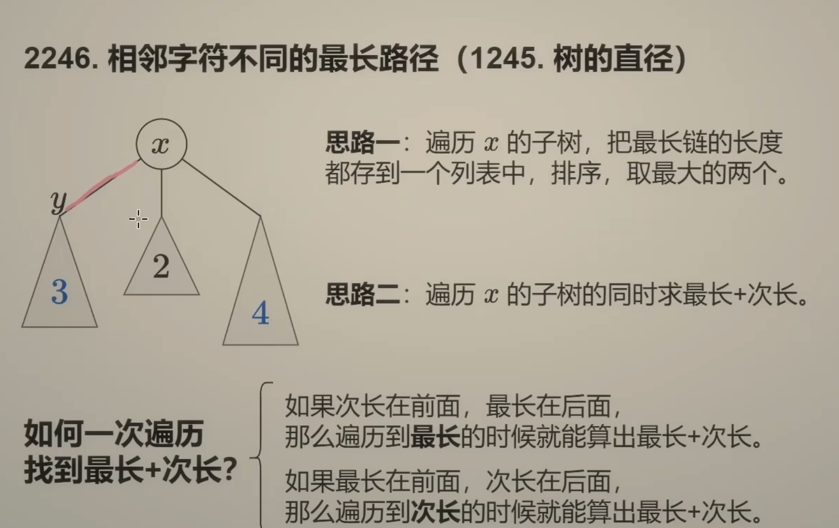 2246. 相邻字符不同的最长路径（1245. 树的直径）
x
思路一：遍历 x 的子树，把最长链的长度
都存到一个列表中，排序，取最大的两个。
y
3
2
4
思路二：遍历 x 的子树的同时求最长+次长。
如何一次遍历
找到最长+次长？
如果次长在前面，最长在后面，
那么遍历到最长的时候就能算出最长+次长。
如果最长在前面，次长在后面，
那么遍历到次长的时候就能算出最长+次长。